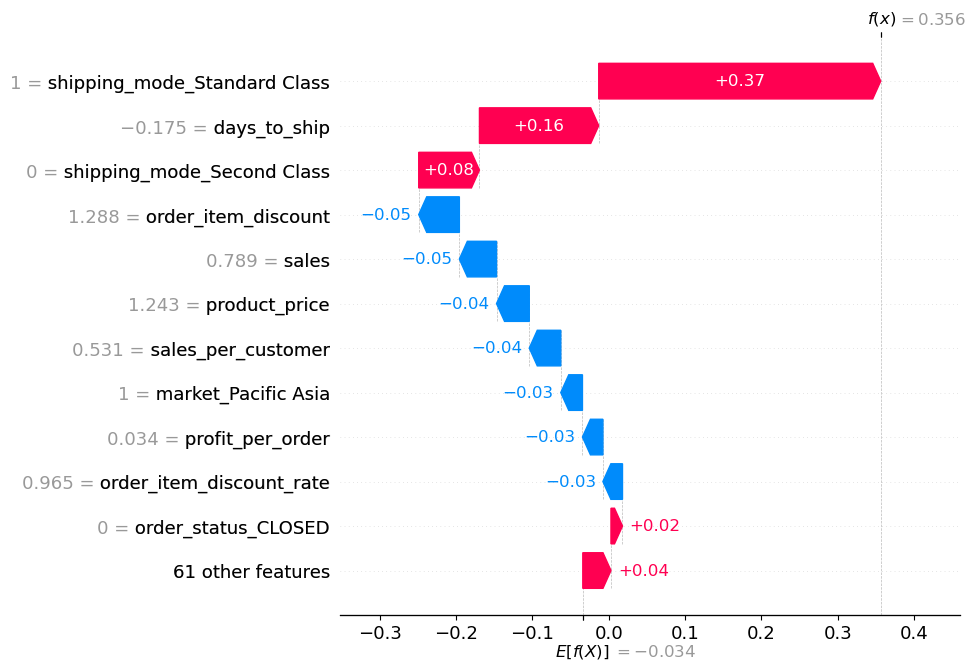 f(x) = 0.356
1 = shipping_mode_Standard Class
+0.37
−0.175 = days_to_ship
+0.16
0 = shipping_mode_Second Class
+0.08
1.288 = order_item_discount
−0.05
0.789 = sales
−0.05
1.243 = product_price
−0.04
0.531 = sales_per_customer
−0.04
1 = market_Pacific Asia
−0.03
0.034 = profit_per_order
−0.03
0.965 = order_item_discount_rate
−0.03
0 = order_status_CLOSED
+0.02
61 other features
+0.04
−0.3 −0.2 −0.1 0.0 0.1 0.2 0.3 0.4
E[f(X)] = −0.034